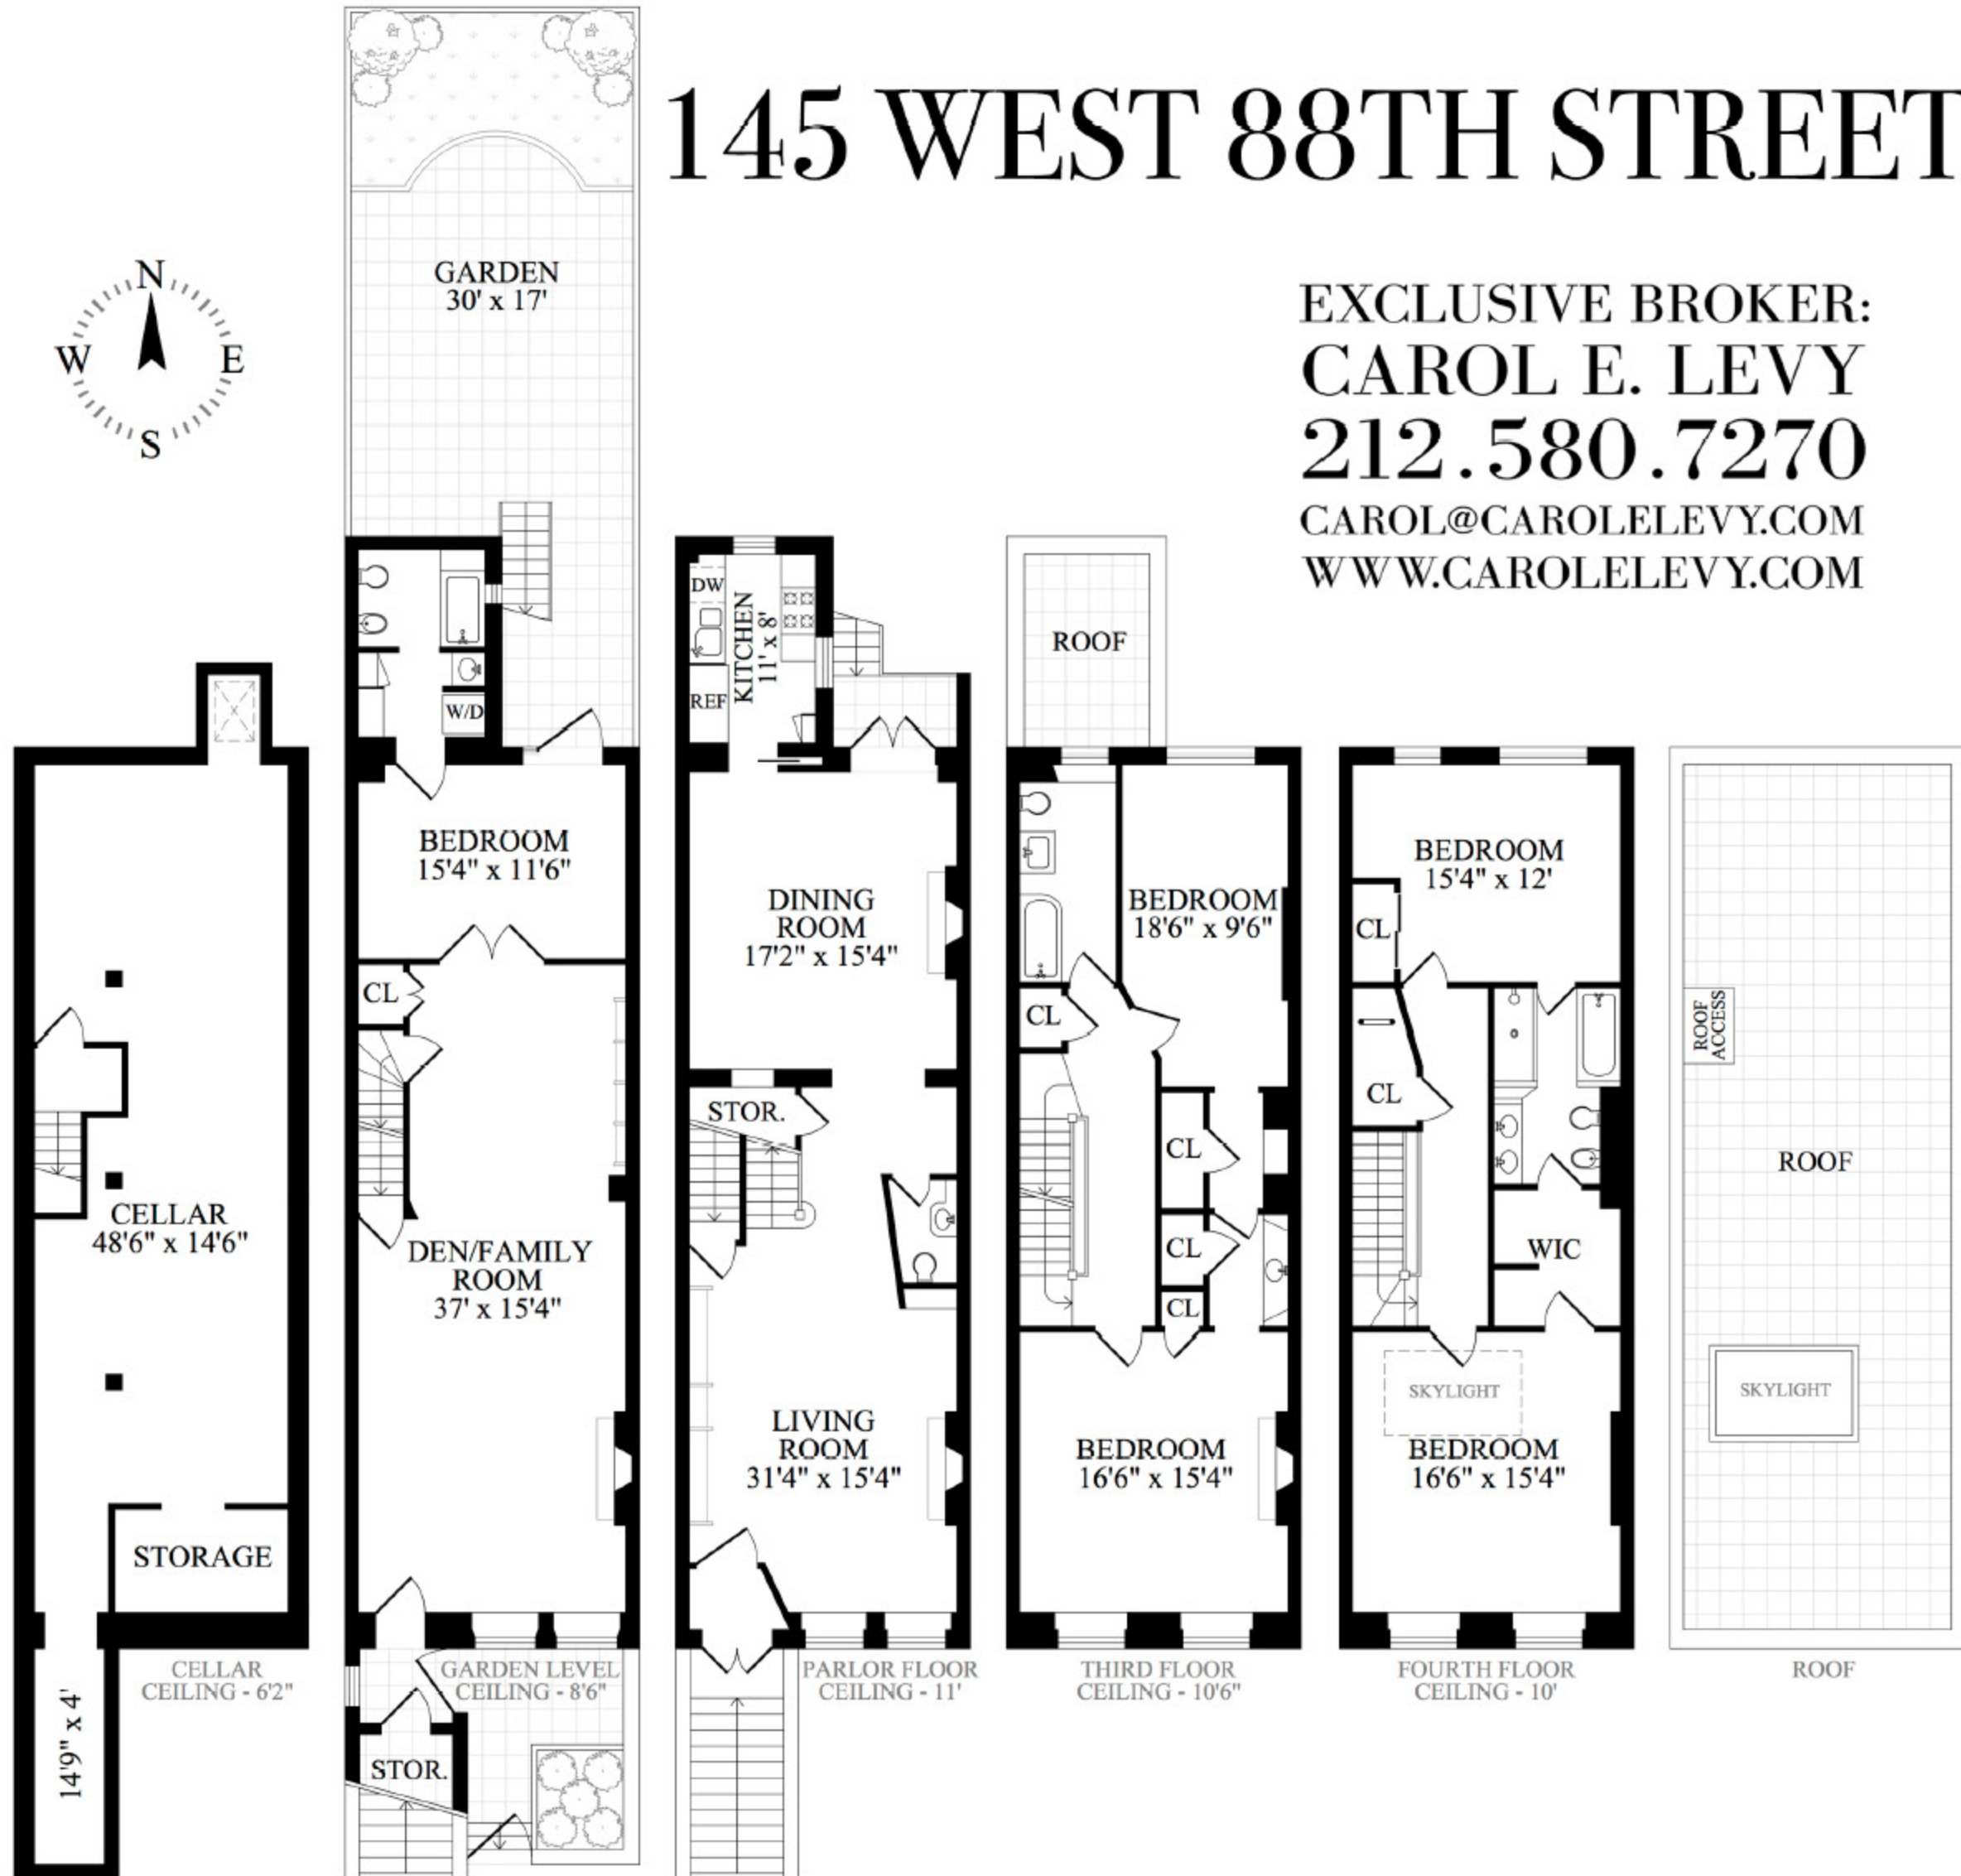 145 WEST 88TH STREET
EXCLUSIVE BROKER:
CAROL E. LEVY
212.580.7270
CAROL@CAROLELEVY.COM
WWW.CAROLELEVY.COM
N
W
E
S
CELLAR
48'6" x 14'6"
STORAGE
14'9" x 4'
CELLAR
CEILING - 6'2"
GARDEN
30' x 17'
W/D
BEDROOM
15'4" x 11'6"
CL
DEN/FAMILY
ROOM
37' x 15'4"
GARDEN LEVEL
CEILING - 8'6"
STOR.
DW
KITCHEN
11' x 8'
REF
DINING
ROOM
17'2" x 15'4"
STOR.
LIVING
ROOM
31'4" x 15'4"
PARLOR FLOOR
CEILING - 11'
ROOF
BEDROOM
18'6" x 9'6"
CL
CL
CL
CL
BEDROOM
16'6" x 15'4"
THIRD FLOOR
CEILING - 10'6"
BEDROOM
15'4" x 12'
CL
CL
WIC
SKYLIGHT
BEDROOM
16'6" x 15'4"
FOURTH FLOOR
CEILING - 10'
ROOF
ACCESS
ROOF
SKYLIGHT
ROOF